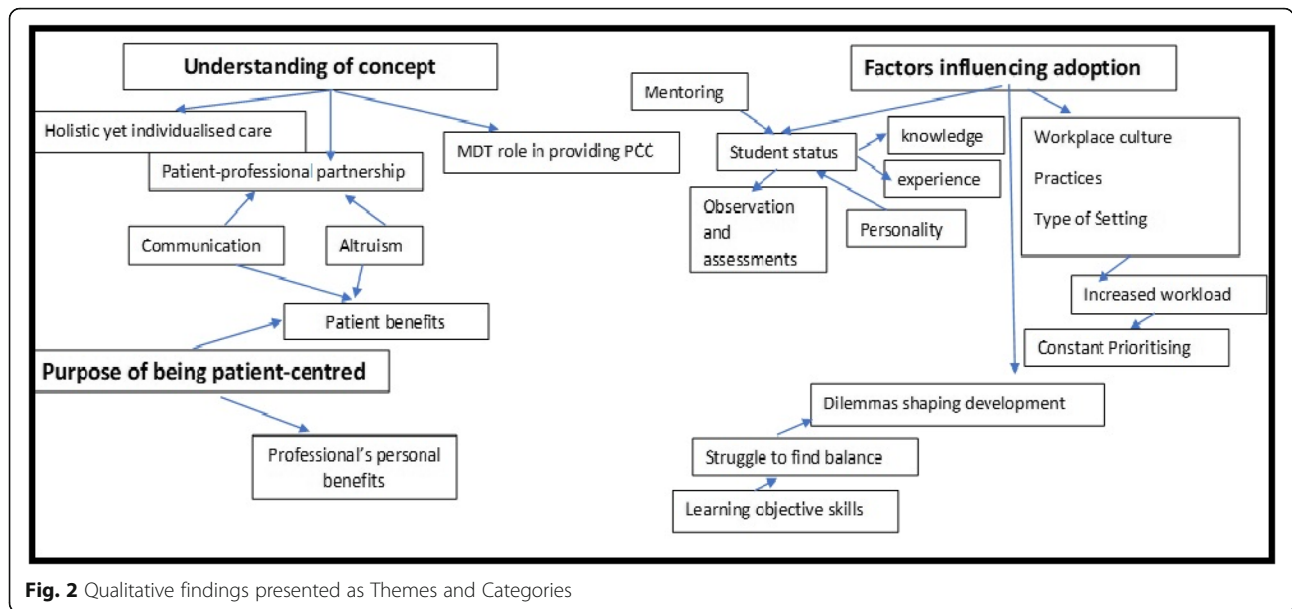 Understanding of concept
Holistic yet individualised care
Patient-professional partnership
MDT role in providing PCC
Communication
Altruism
Patient benefits
Purpose of being patient-centred
Professional's personal
benefits
Factors influencing adoption
Mentoring
Student status
knowledge
experience
Observation
and
assessments
Personality
Workplace culture
Practices
Type of Setting
Increased workload
Constant Prioritising
Dilemmas shaping development
Struggle to find balance
Learning objective skills
Fig. 2 Qualitative findings presented as Themes and Categories